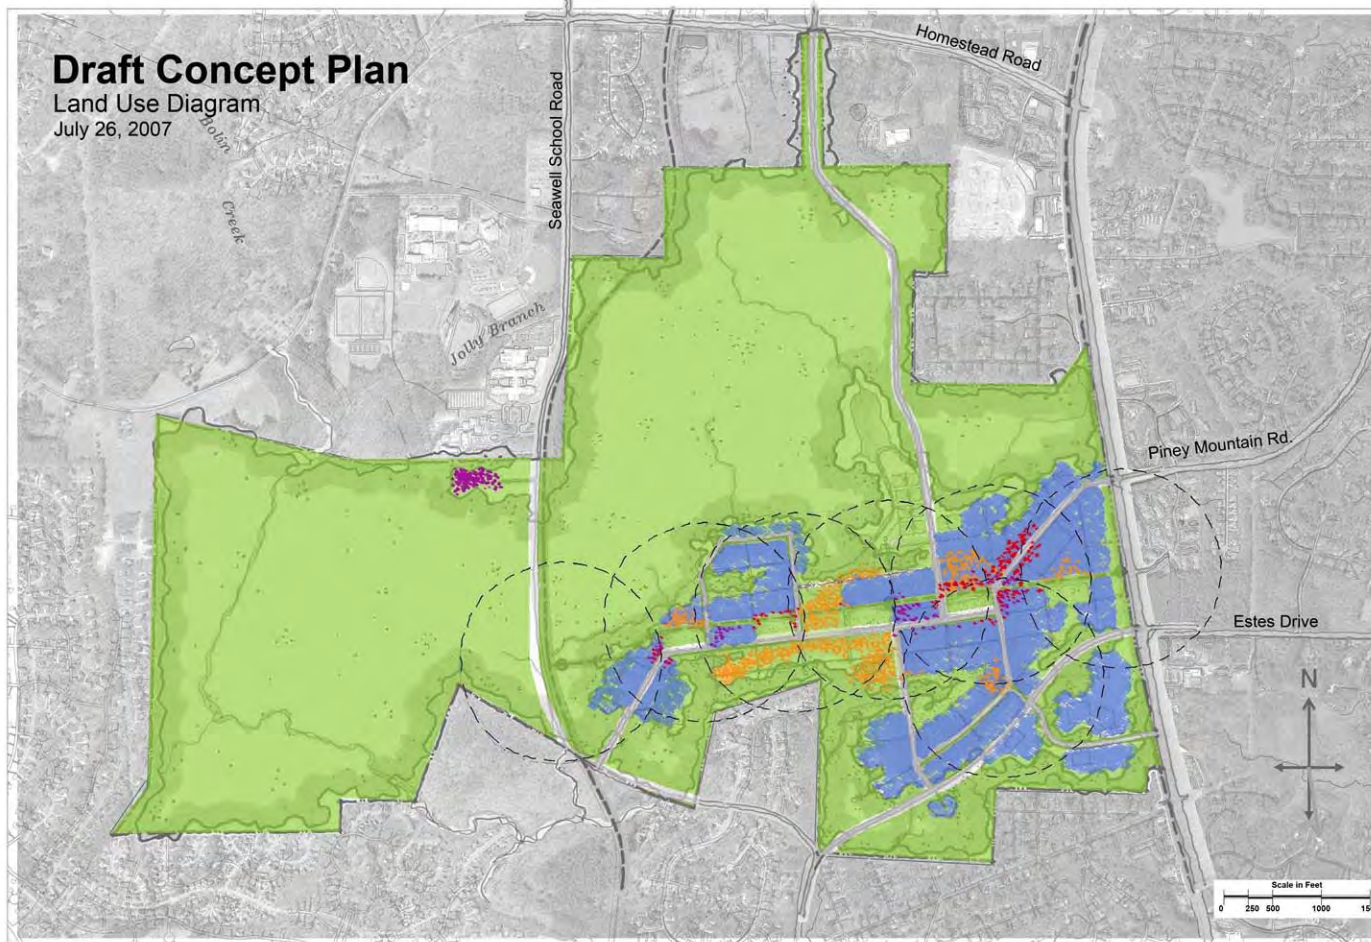 Draft Concept Plan
Land Use Diagram
July 26, 2007
Bolin
Creek
Jolly Branch
Seawell School Road
Homestead Road
Piney Mountain Rd.
Estes Drive
N
Scale in Feet
0 250 500 1000